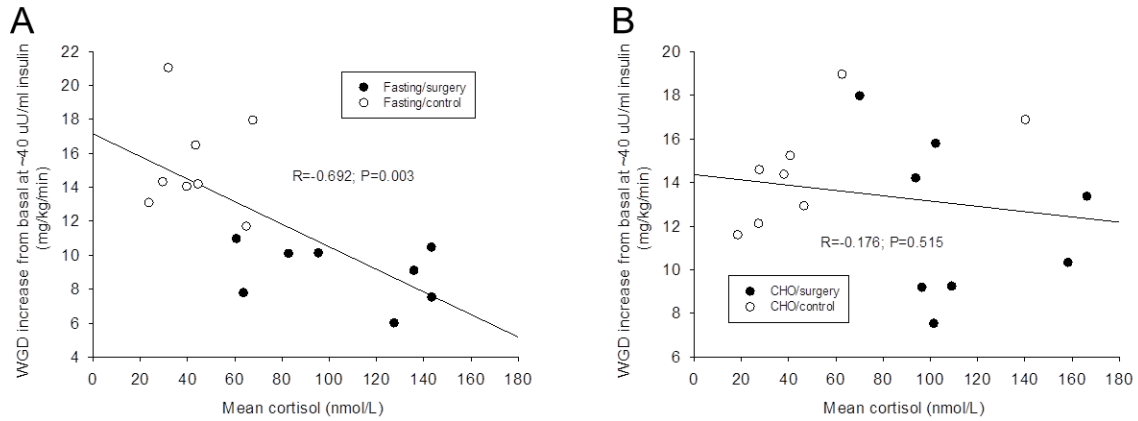 A
WGD increase from basal at ~40 uU/ml insulin
(mg/kg/min)
22
20
18
16
14
12
10
8
6
4
Fasting/surgery
Fasting/control
R=-0.692; P=0.003
0 20 40 60 80 100 120 140 160 180
Mean cortisol (nmol/L)
B
WGD increase from basal at ~40 uU/ml insulin
(mg/kg/min)
20
18
16
14
12
10
8
6
R=-0.176; P=0.515
CHO/surgery
CHO/control
0 20 40 60 80 100 120 140 160 180
Mean cortisol (nmol/L)